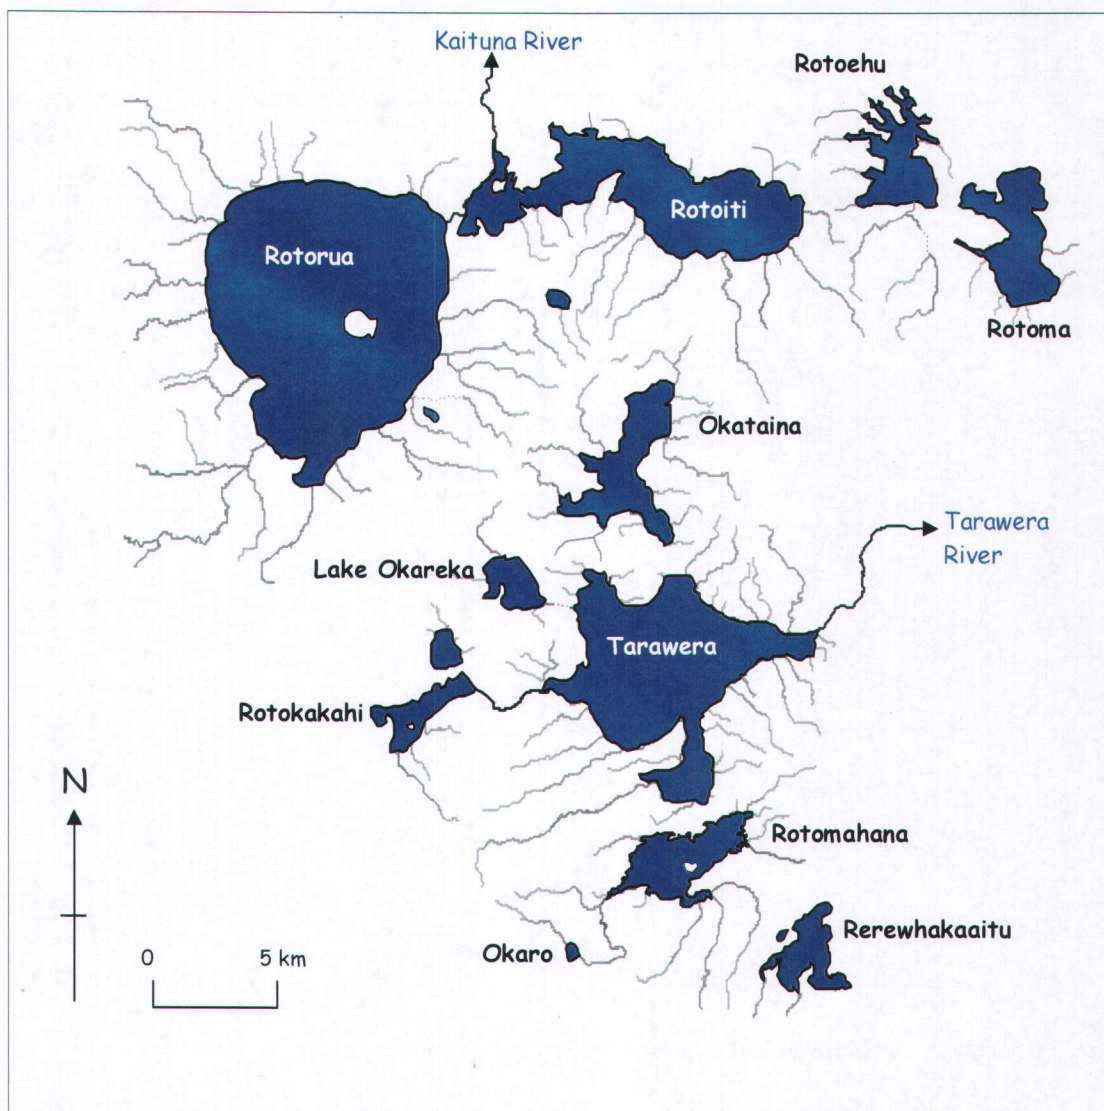 Kaituna River
Rotoehu
Rotoiti
Rotorua
Rotoma
Okataina
Tarawera
River
Lake Okareka
Tarawera
Rotokakahi
N
Rotomahana
Rerewhakaaitu
Okaro
0 5 km